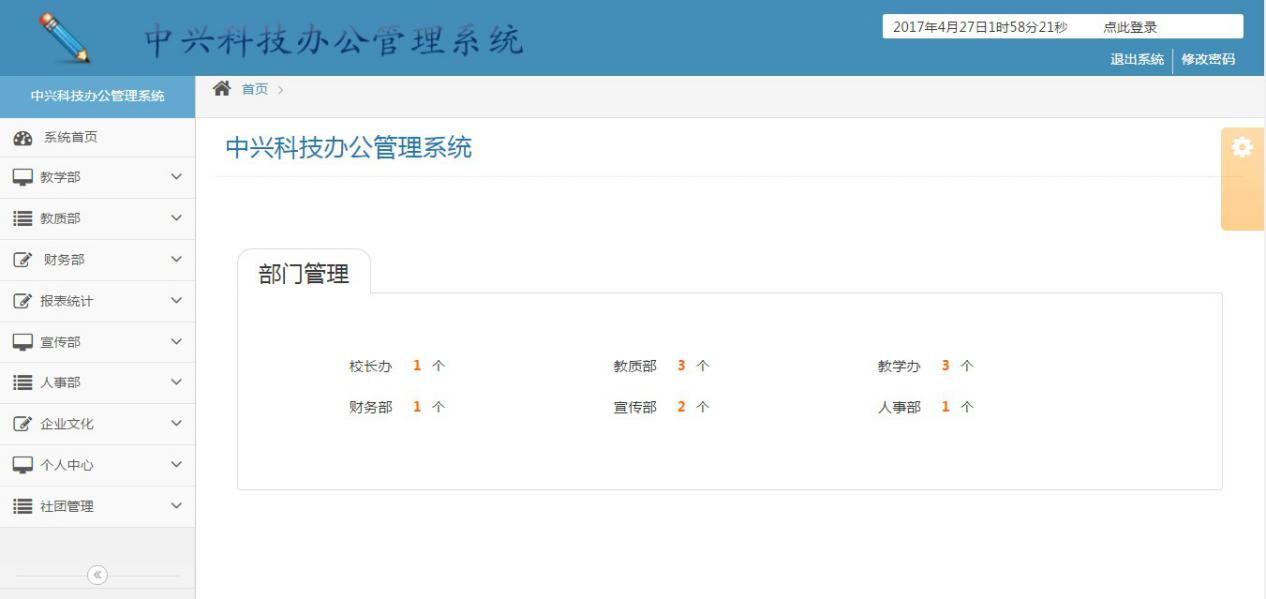 中兴科技办公管理系统
2017年4月27日1时58分21秒 点此登录
退出系统 修改密码
中兴科技办公管理系统
首页 >
系统首页
教学部
教质部
财务部
报表统计
宣传部
人事部
企业文化
个人中心
社团管理
中兴科技办公管理系统
部门管理
校长办 1 个 教质部 3 个 教学办 3 个
财务部 1 个 宣传部 2 个 人事部 1 个